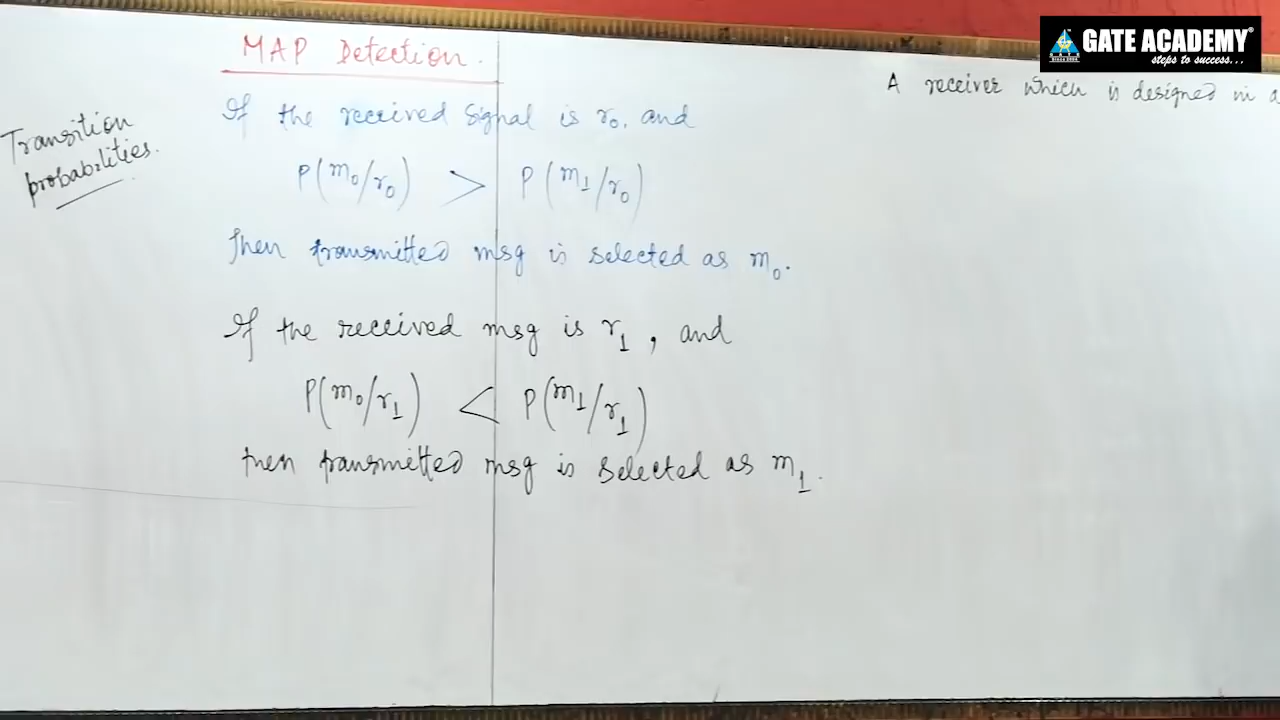 GATE ACADEMY®
steps to success...
Transition
probabilities.
MAP Detection.
If the received signal is r₀, and
P(m₀/r₀) > P(m₁/r₀)
then transmitted msg is selected as m₀.
If the received msg is r₁, and
P(m₀/r₁) < P(m₁/r₁)
then transmitted msg is selected as m₁.
A receiver which is designed in a